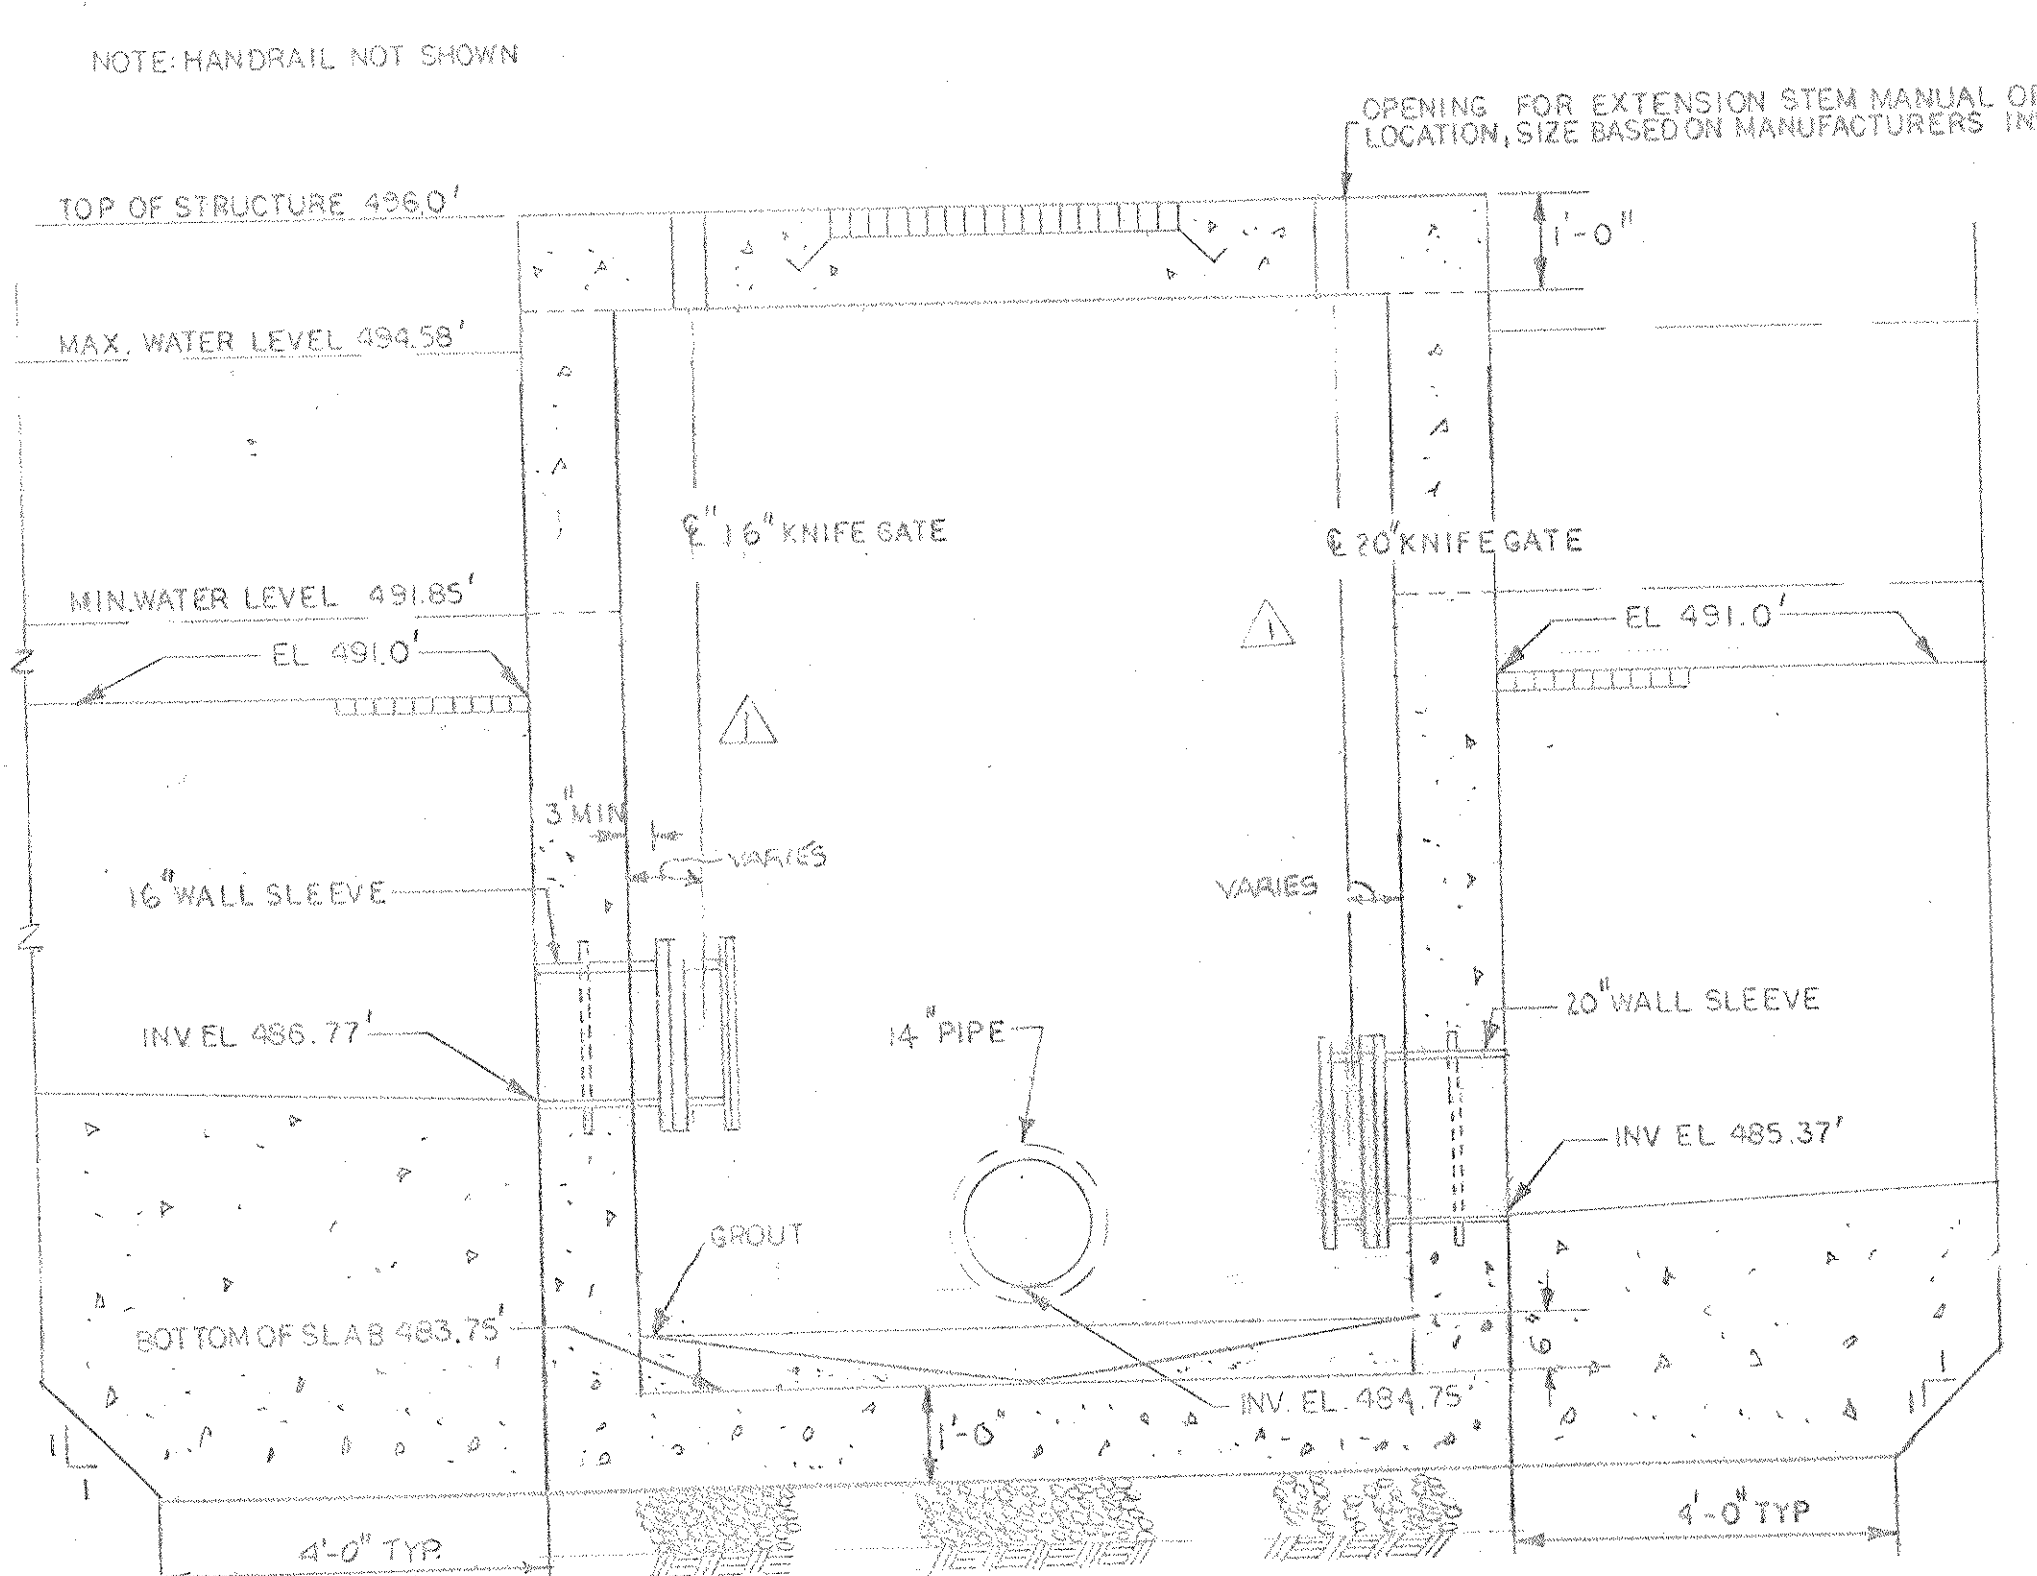 NOTE: HANDRAIL NOT SHOWN
OPENING FOR EXTENSION STEM MANUAL
LOCATION, SIZE BASED ON MANUFACTURERS
TOP OF STRUCTURE 496.0'
1'-0"
MAX. WATER LEVEL 494.58'
℄ 16" KNIFE GATE
℄ 20" KNIFE GATE
MIN. WATER LEVEL 491.85'
EL 491.0'
EL 491.0'
1
1
3" MIN
VARIES
VARIES
16" WALL SLEEVE
20" WALL SLEEVE
INV EL 486.77'
14" PIPE
INV EL 485.37'
GROUT
BOTTOM OF SLAB 483.75'
6"
INV. EL. 484.75'
1'-0"
1
1
1
1
4'-0" TYP.
4'-0" TYP